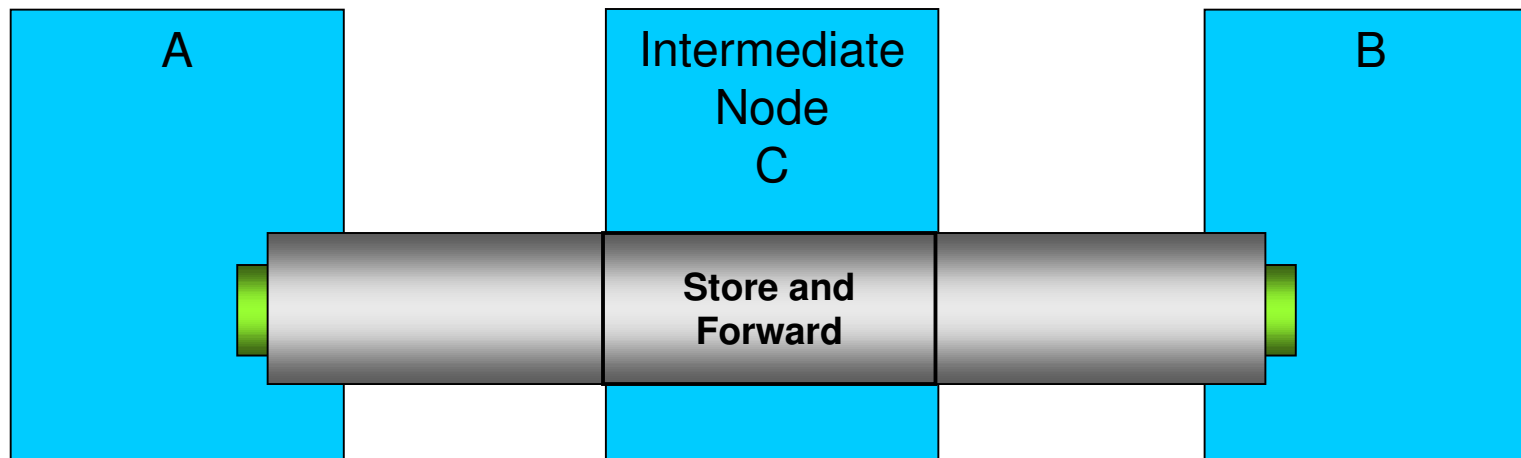 A
Intermediate
Node
C
B
Store and
Forward